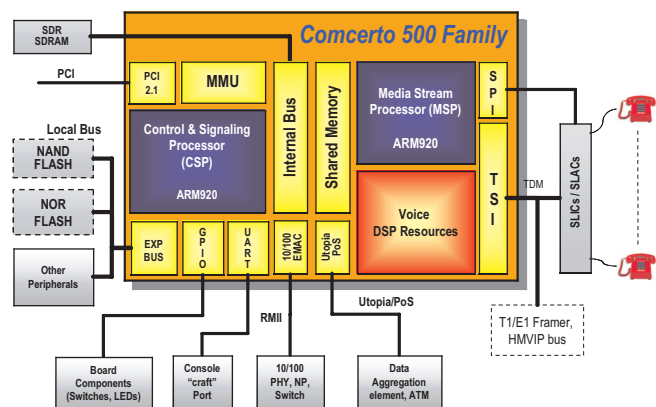 Comcerto 500 Family
SDR
SDRAM
PCI
PCI
2.1
MMU
Internal Bus
Shared Memory
Media Stream
Processor (MSP)
ARM920
S
P
I
Control & Signaling
Processor
(CSP)
ARM920
Local Bus
NAND
FLASH
NOR
FLASH
Other
Peripherals
Voice
DSP Resources
T
S
I
TDM
SLICs / SLACs
EXP
BUS
G
P
I
O
U
A
R
T
10/100
EMAC
Utopia
PoS
RMII
Utopia/PoS
T1/E1 Framer,
HMVIP bus
Board
Components
(Switches, LEDs)
Console
“craft”
Port
10/100
PHY, NP,
Switch
Data
Aggregation
element, ATM